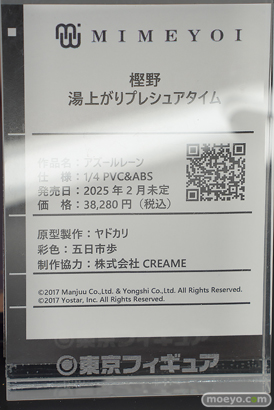 MIMEYOI
樫野
湯上がりプレシュアタイム
作品名：アズールレーン
仕　様：1/4 PVC&ABS
発売日：2025 年 2 月未定
価　格：38,280 円（税込）
原型製作：ヤドカリ
彩色：五日市歩
制作協力：株式会社 CREAME
©2017 Manjuu Co.,Ltd. & Yongshi Co.,Ltd. All Rights Reserved.
©2017 Yostar, Inc. All Rights Reserved.
東京フィギュア
moeyo.com